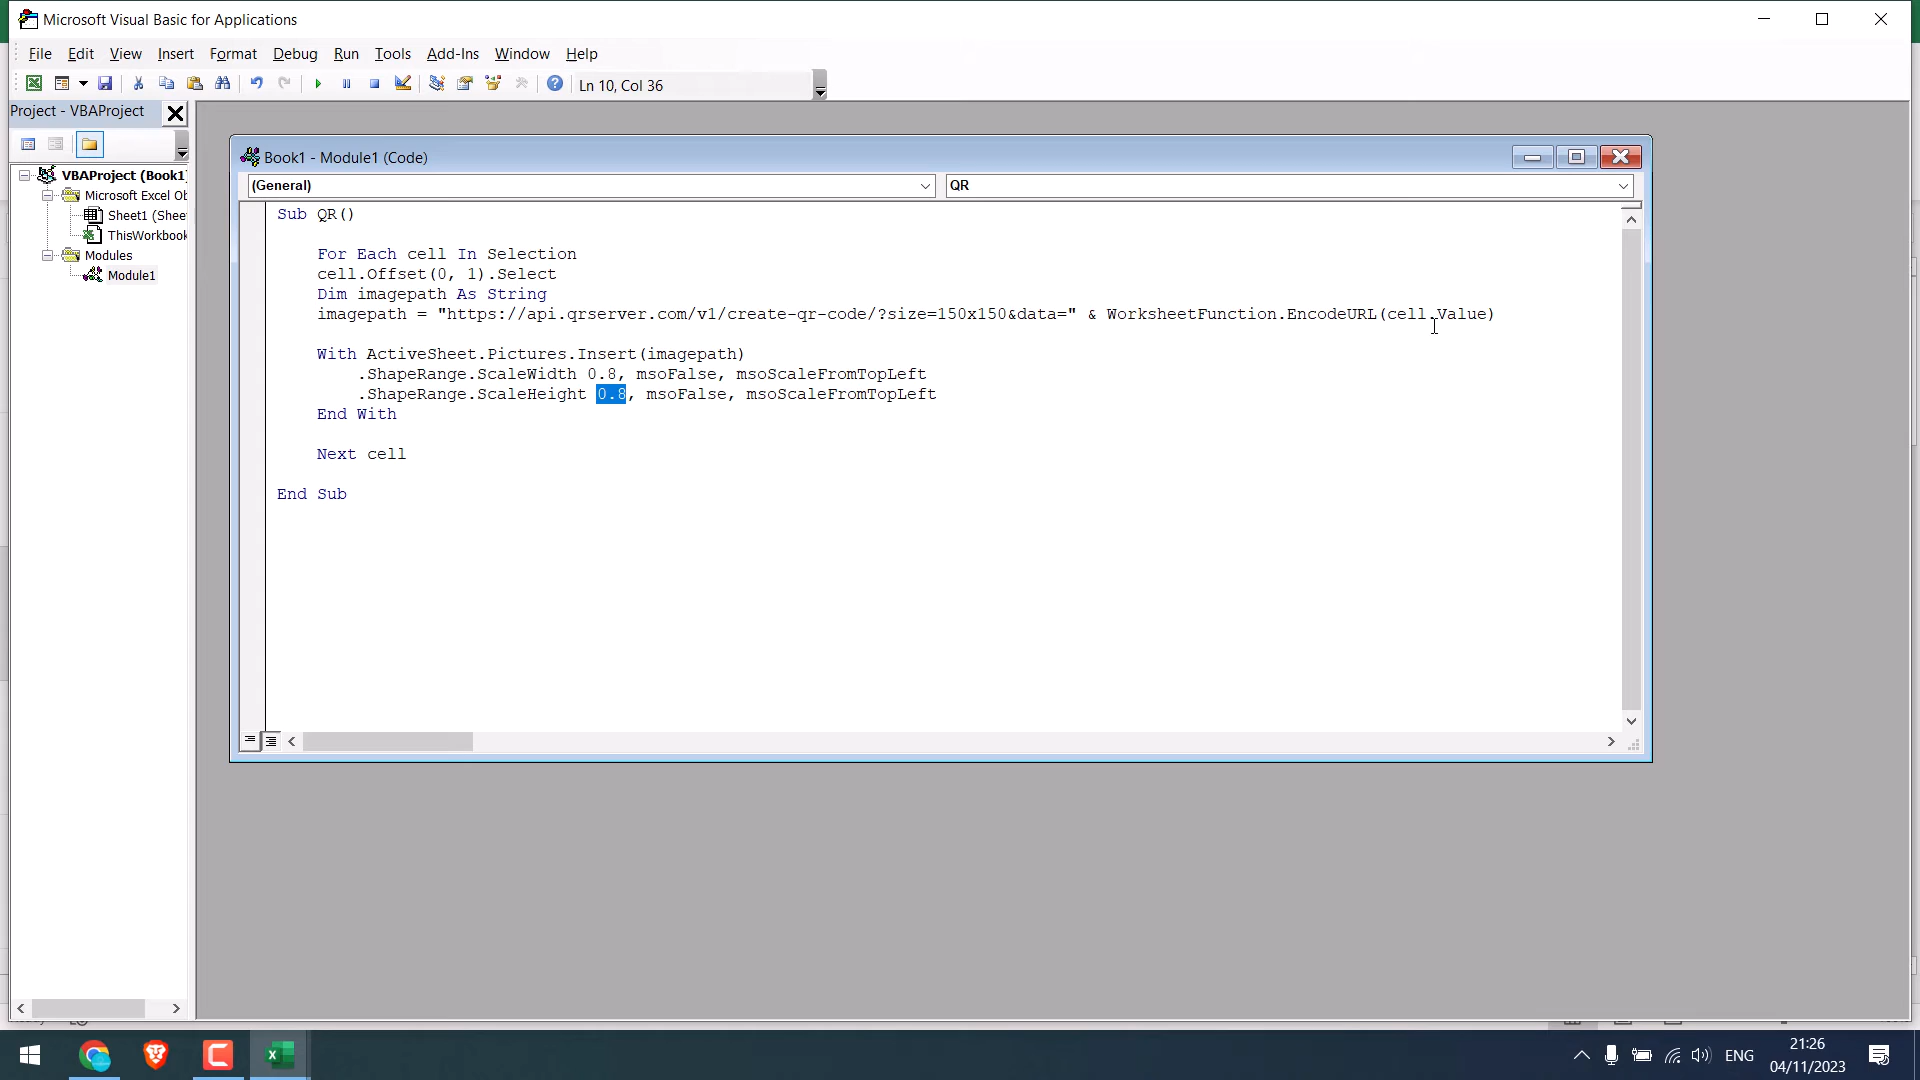 Microsoft Visual Basic for Applications
File Edit View Insert Format Debug Run Tools Add-Ins Window Help
Ln 10, Col 36
Project - VBAProject
Book1 - Module1 (Code)
(General)
QR
VBAProject (Book1
Microsoft Excel Ob
Sheet1 (Shee
ThisWorkbook
Modules
Module1
Sub QR()
For Each cell In Selection
cell.Offset(0, 1).Select
Dim imagepath As String
imagepath = "https://api.qrserver.com/v1/create-qr-code/?size=150x150&data=" & WorksheetFunction.EncodeURL(cell.Value)
With ActiveSheet.Pictures.Insert(imagepath)
.ShapeRange.ScaleWidth 0.8, msoFalse, msoScaleFromTopLeft
.ShapeRange.ScaleHeight 0.8, msoFalse, msoScaleFromTopLeft
End With
Next cell
End Sub
ENG
21:26
04/11/2023